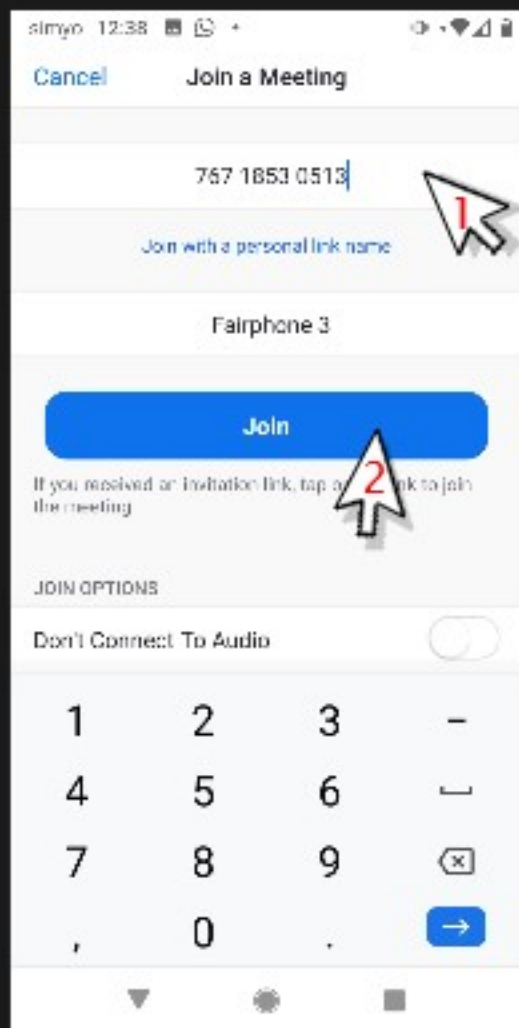 simyo 12:38
Cancel Join a Meeting
767 1853 0513
1
Join with a personal link name
Fairphone 3
Join
2
If you received an invitation link, tap to join
the meeting
JOIN OPTIONS
Don't Connect To Audio
1 2 3 –
4 5 6
7 8 9
, 0 .